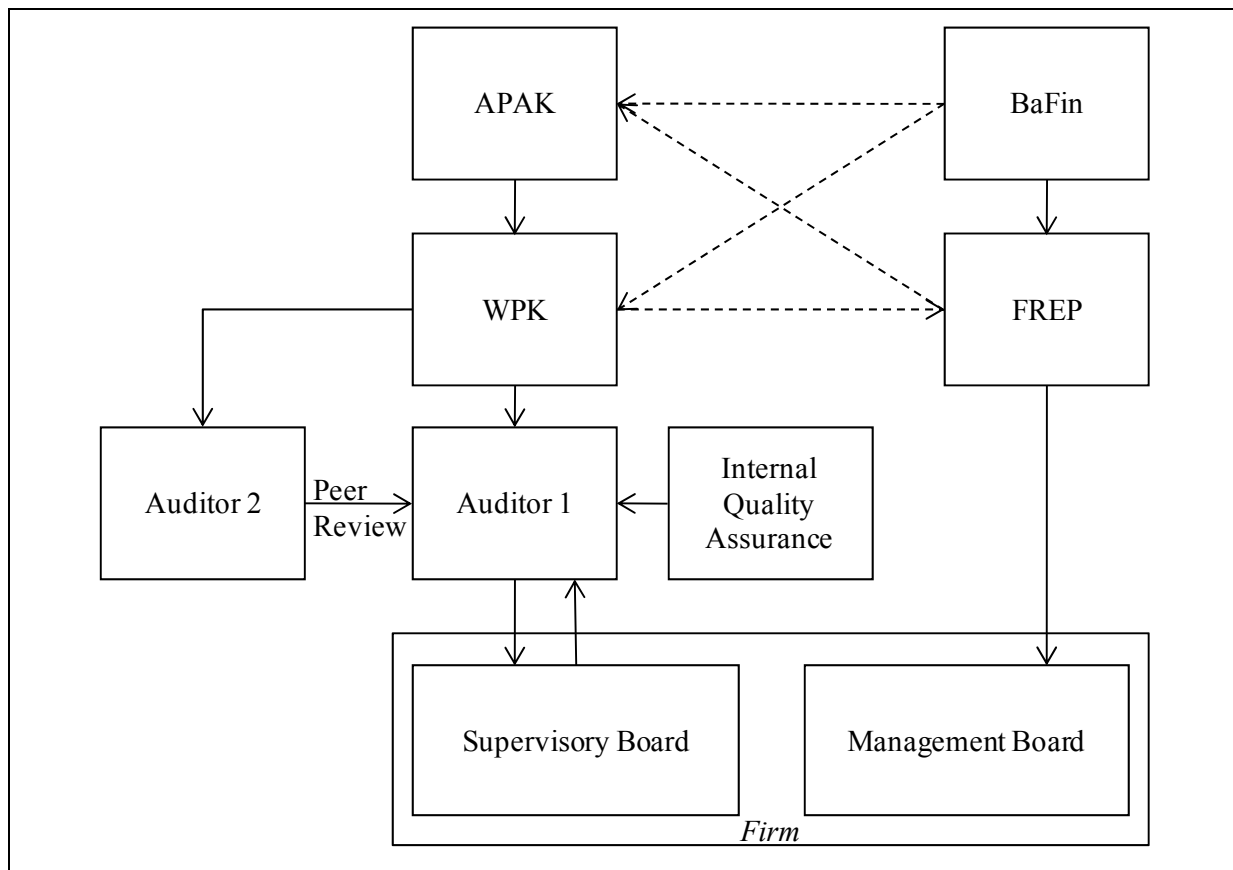 APAK
BaFin
WPK
FREP
Auditor 2
Peer
Review
Auditor 1
Internal
Quality
Assurance
Supervisory Board
Management Board
Firm